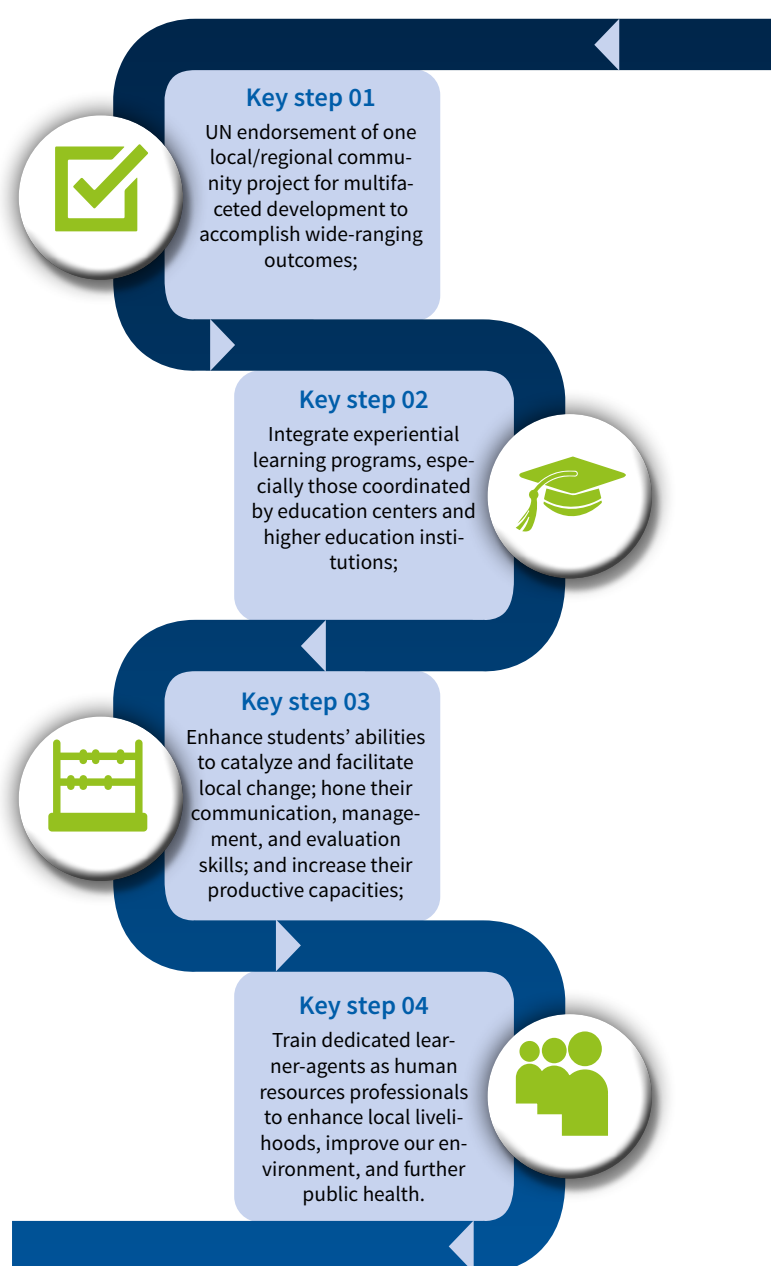 Key step 01
UN endorsement of one
local/regional commu-
nity project for multifa-
ceted development to
accomplish wide-ranging
outcomes;
Key step 02
Integrate experiential
learning programs, espe-
cially those coordinated
by education centers and
higher education insti-
tutions;
Key step 03
Enhance students’ abilities
to catalyze and facilitate
local change; hone their
communication, manage-
ment, and evaluation
skills; and increase their
productive capacities;
Key step 04
Train dedicated lear-
ner-agents as human
resources professionals
to enhance local liveli-
hoods, improve our en-
vironment, and further
public health.